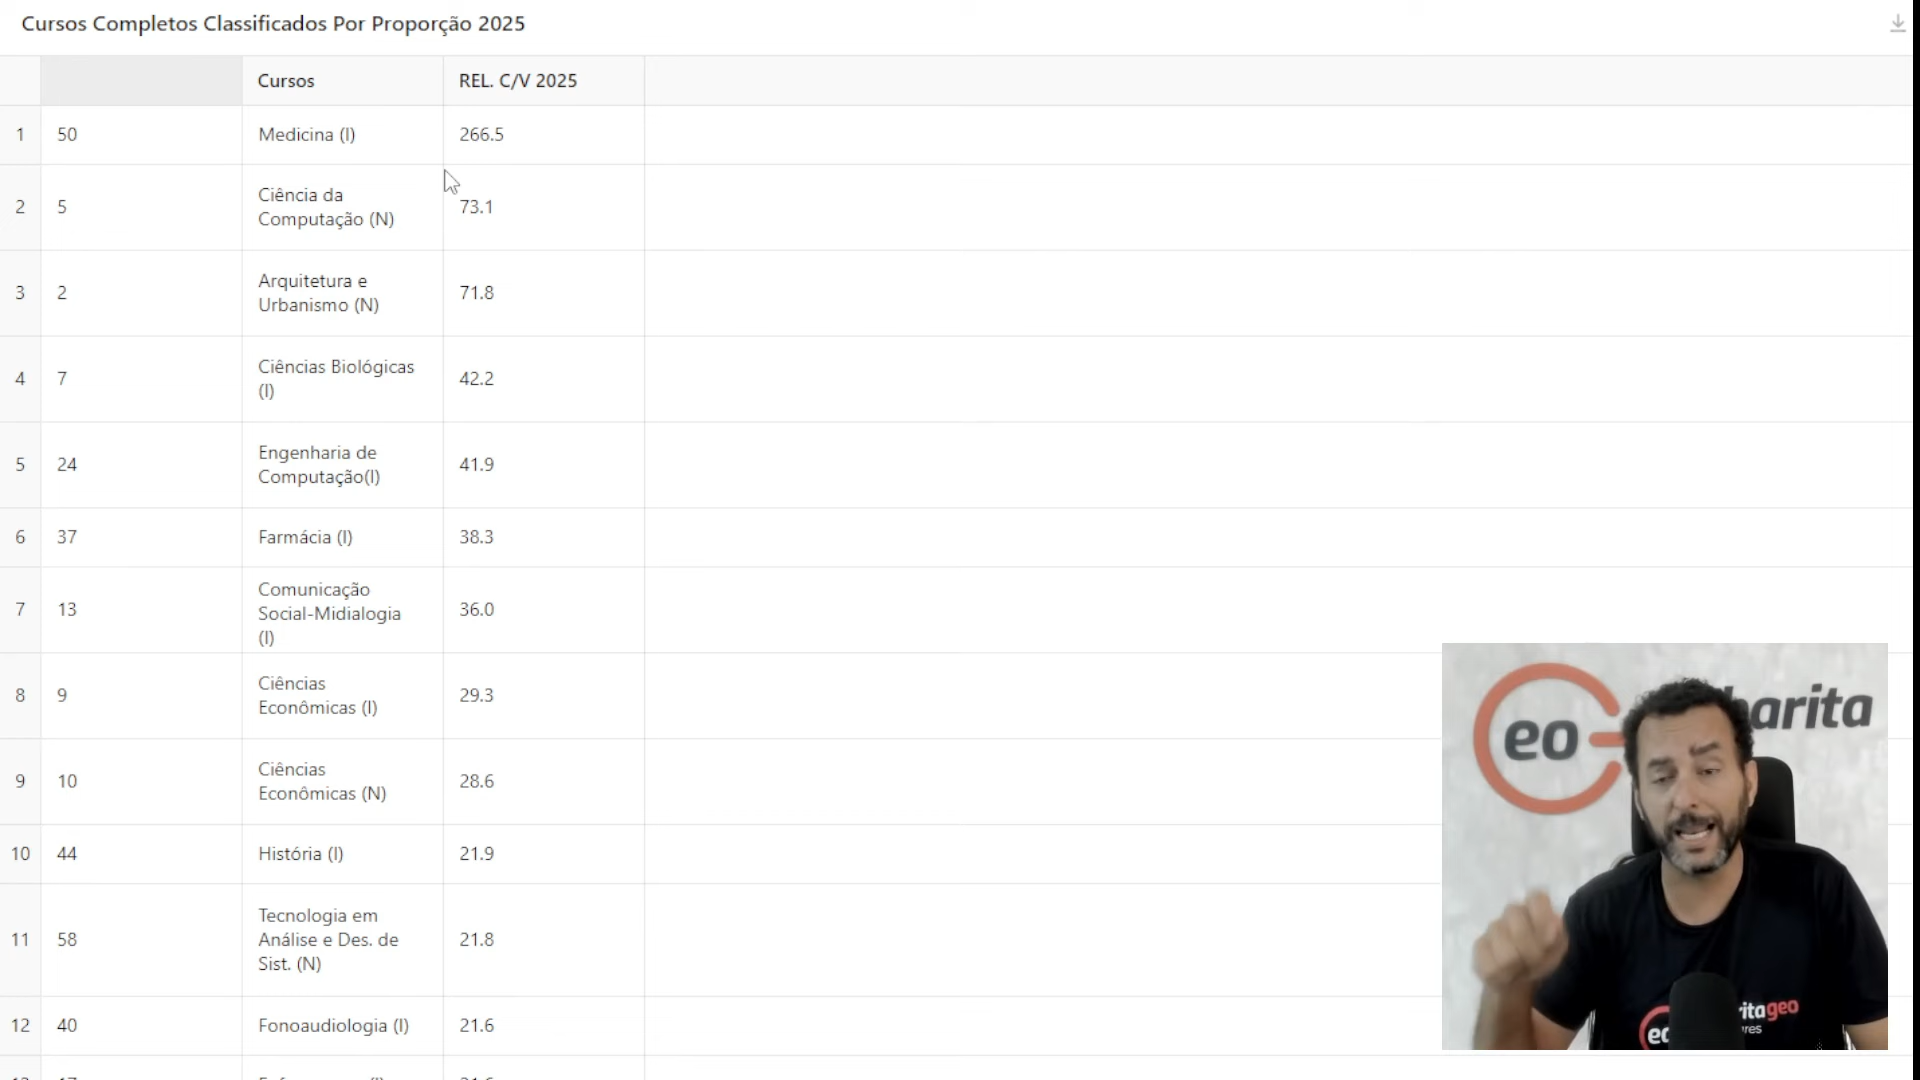 Cursos Completos Classificados Por Proporção 2025
Cursos
REL. C/V 2025
1
50
Medicina (I)
266.5
2
5
Ciência da
Computação (N)
73.1
3
2
Arquitetura e
Urbanismo (N)
71.8
4
7
Ciências Biológicas
(I)
42.2
5
24
Engenharia de
Computação(I)
41.9
6
37
Farmácia (I)
38.3
7
13
Comunicação
Social-Midialogia
(I)
36.0
8
9
Ciências
Econômicas (I)
29.3
9
10
Ciências
Econômicas (N)
28.6
10
44
História (I)
21.9
11
58
Tecnologia em
Análise e Des. de
Sist. (N)
21.8
12
40
Fonoaudiologia (I)
21.6
eo